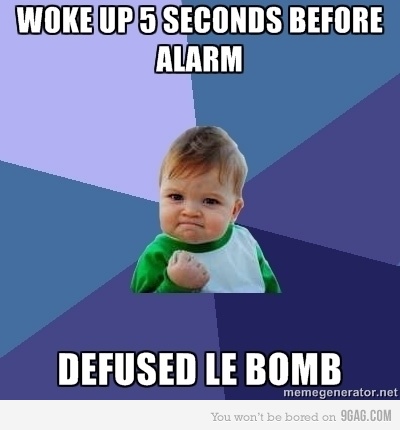 WOKE UP 5 SECONDS BEFORE
ALARM
DEFUSED LE BOMB
memegenerator.net
You won't be bored on 9GAG.COM